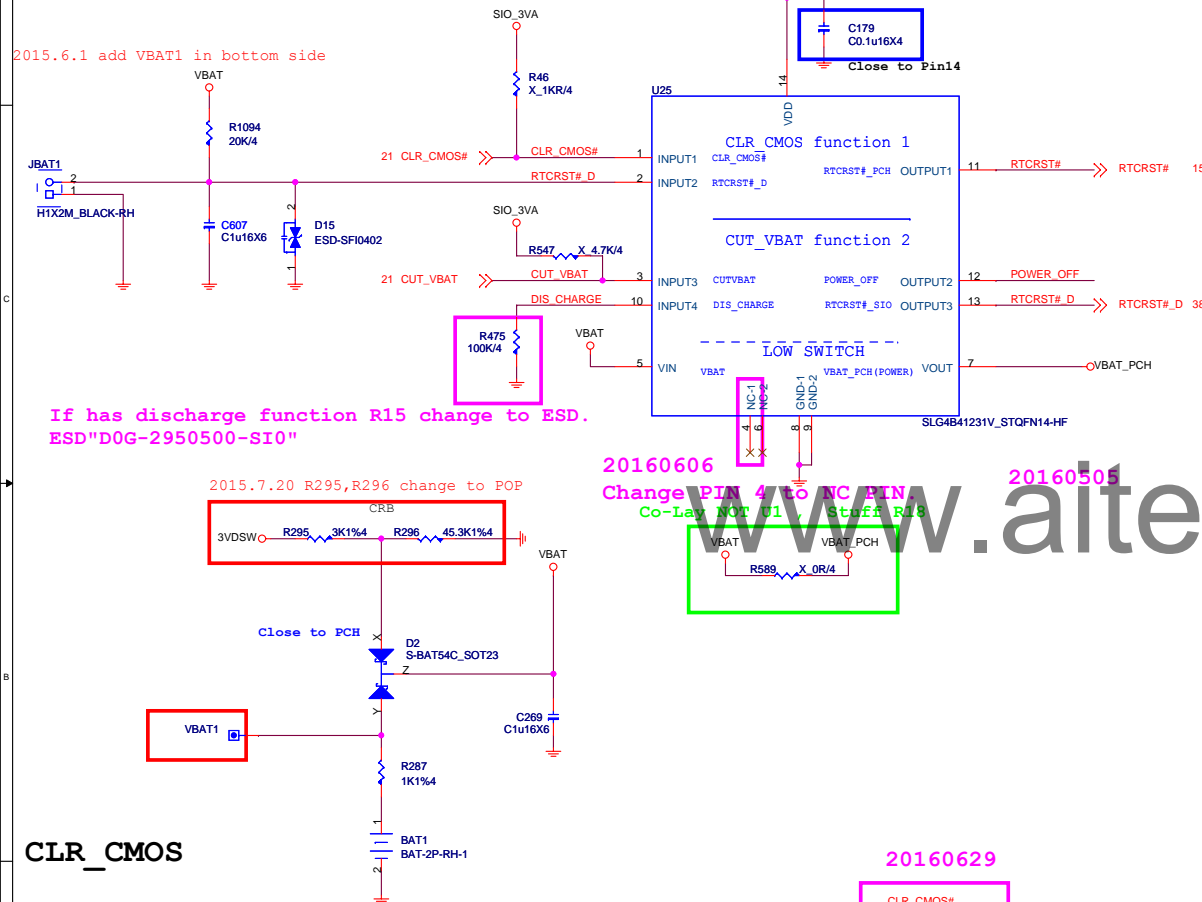 SIO_3VA
C179
C0.1u16X4
Close to Pin14
2015.6.1 add VBAT1 in bottom side
VBAT
R46
X_1KR/4
14
VDD
U25
R1094
20K/4
CLR_CMOS function 1
21 CLR_CMOS#
CLR_CMOS#
1
INPUT1
CLR_CMOS#
RTCRST#_PCH
OUTPUT1
11
RTCRST#
RTCRST#
15
JBAT1
2
1
H1X2M_BLACK-RH
RTCRST#_D
2
INPUT2
RTCRST#_D
C607
C1u16X6
2
D15
ESD-SFI0402
1
SIO_3VA
R547
X_4.7K/4
CUT_VBAT function 2
21 CUT_VBAT
CUT_VBAT
3
INPUT3
CUTVBAT
POWER_OFF
OUTPUT2
12
POWER_OFF
DIS_CHARGE
10
INPUT4
DIS_CHARGE
RTCRST#_SIO
OUTPUT3
13
RTCRST#_D
RTCRST#_D
38
C
R475
100K/4
VBAT
LOW SWITCH
5
VIN
VBAT
VBAT_PCH(POWER)
VOUT
7
VBAT_PCH
NC-1
NC-2
GND-1
GND-2
4
6
8
9
SLG4B41231V_STQFN14-HF
If has discharge function R15 change to ESD.
ESD"D0G-2950500-SI0"
20160606
Change PIN 4 to NC PIN.
20160505
Co-Lay NOT U1 , Stuff R18
www.aite
VBAT
VBAT_PCH
R589
X_0R/4
2015.7.20 R295,R296 change to POP
CRB
3VDSW
R295
3K1%4
R296
45.3K1%4
VBAT
Close to PCH
X
D2
S-BAT54C_SOT23
Z
Y
B
VBAT1
C269
C1u16X6
R287
1K1%4
1
BAT1
BAT-2P-RH-1
2
CLR_CMOS
20160629
CLR_CMOS#